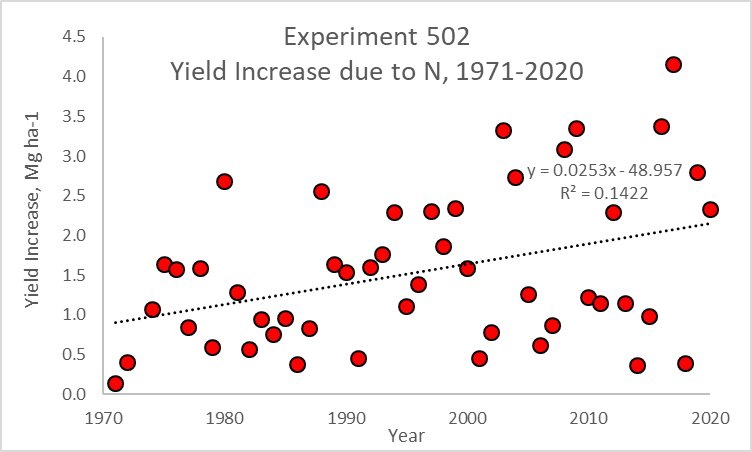 Experiment 502
Yield Increase due to N, 1971-2020
4.5
4.0
3.5
3.0
2.5
2.0
1.5
1.0
0.5
0.0
Yield Increase, Mg ha-1
y = 0.0253x - 48.957
R² = 0.1422
1970 1980 1990 2000 2010 2020
Year